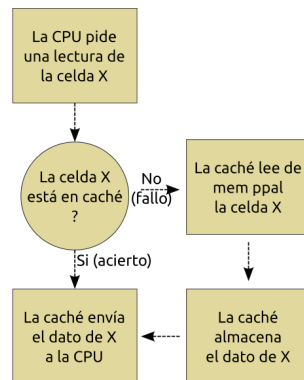 La CPU pide
una lectura de
la celda X
La celda X
está en caché
?
No
(fallo)
La caché lee de
mem ppal
la celda X
Si (acierto)
La caché envía
el dato de X
a la CPU
La caché
almacena
el dato de X